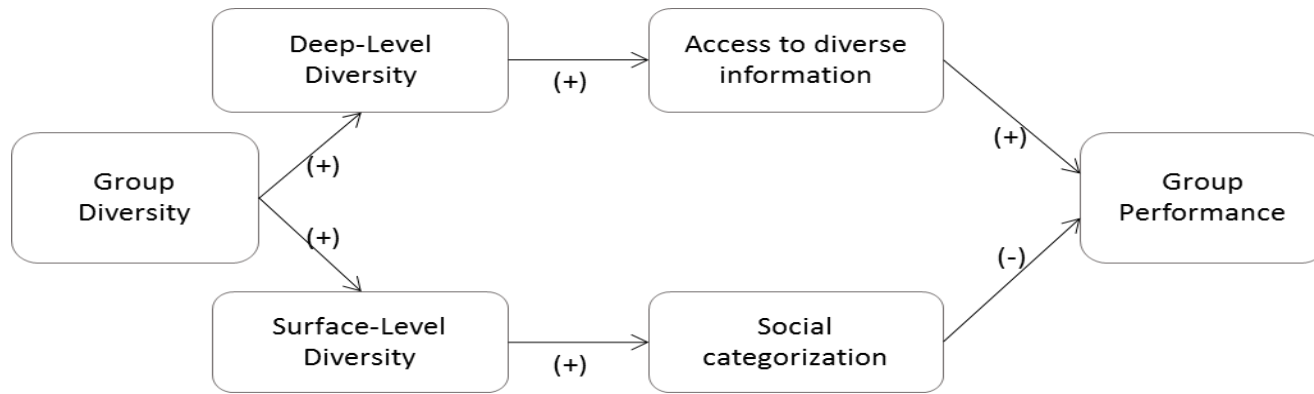 Deep-Level
Diversity
(+)
Access to diverse
information
(+)
(+)
Group
Diversity
Group
Performance
(+)
(-)
Surface-Level
Diversity
(+)
Social
categorization